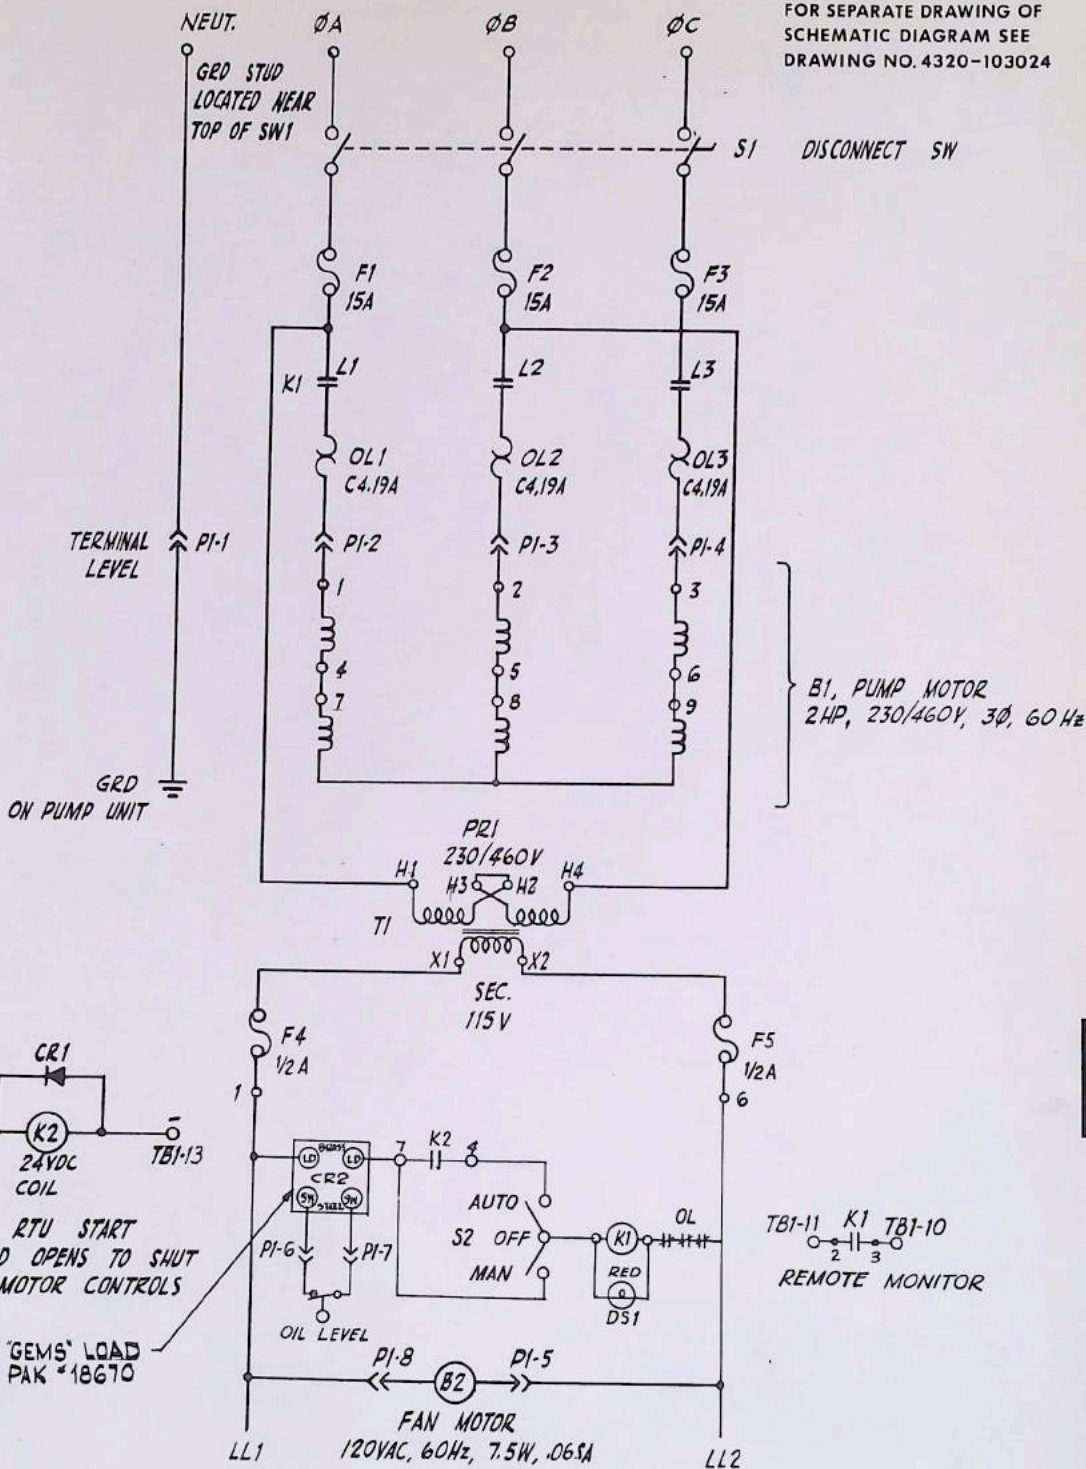 NEUT.
ØA
ØB
ØC
FOR SEPARATE DRAWING OF
SCHEMATIC DIAGRAM SEE
DRAWING NO. 4320-103024
GRD STUD
LOCATED NEAR
TOP OF SW1
S1
DISCONNECT SW
F1
15A
F2
15A
F3
15A
K1
L1
L2
L3
OL1
C4.19A
OL2
C4,19A
OL3
C4,19A
TERMINAL
LEVEL
P1-1
P1-2
P1-3
P1-4
1
2
3
4
5
6
7
8
9
B1, PUMP MOTOR
2HP, 230/460V, 3Ø, 60 Hz
GRD
ON PUMP UNIT
PRI
230/460V
H1
H3
H2
H4
T1
X1
X2
SEC.
115V
F4
1/2A
F5
1/2A
1
6
CR1
K2
24VDC
COIL
TB1-13
RTU START
OPENS TO SHUT
MOTOR CONTROLS
BRASS
LD
LD
CR2
SW
STEEL
SW
7
K2
4
AUTO
S2 OFF
MAN
K1
OL
RED
DS1
P1-6
P1-7
OIL LEVEL
TB1-11
K1
TB1-10
2
3
REMOTE MONITOR
"GEMS" LOAD
PAK #18670
P1-8
B2
P1-5
FAN MOTOR
120VAC, 60Hz, 7.5W, .065A
LL1
LL2